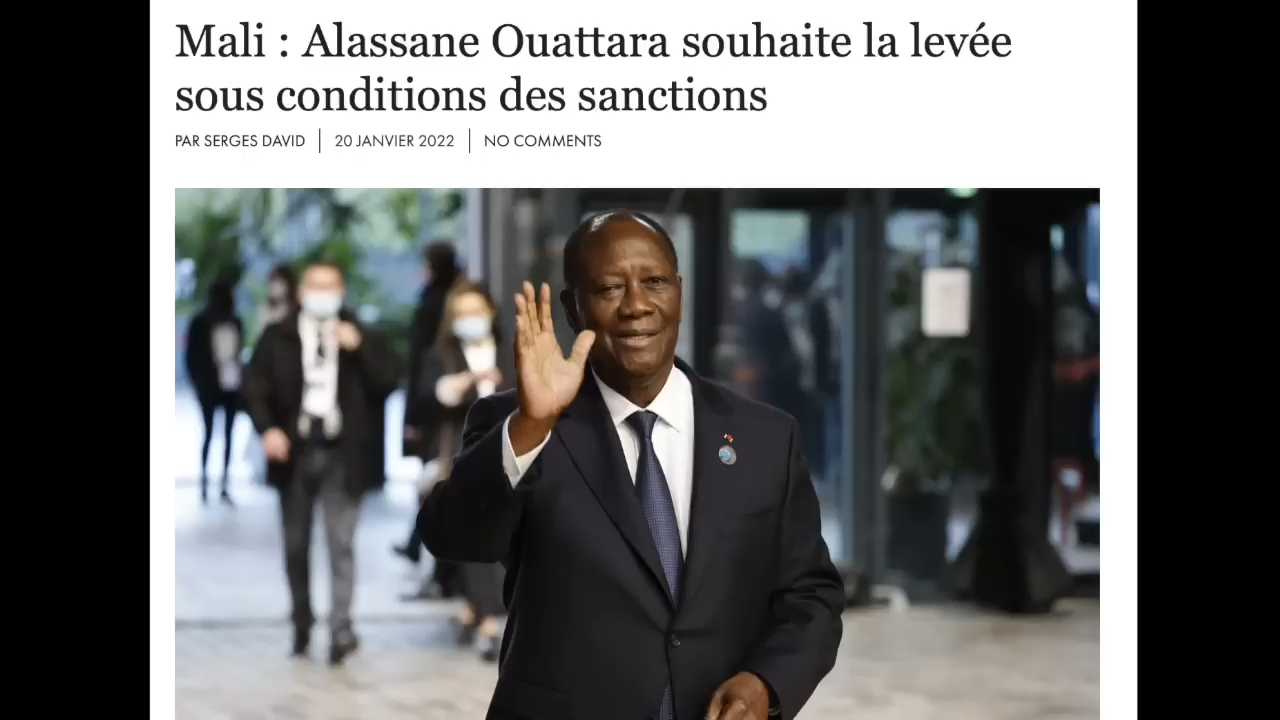 Mali : Alassane Ouattara souhaite la levée
sous conditions des sanctions
PAR SERGES DAVID | 20 JANVIER 2022 | NO COMMENTS